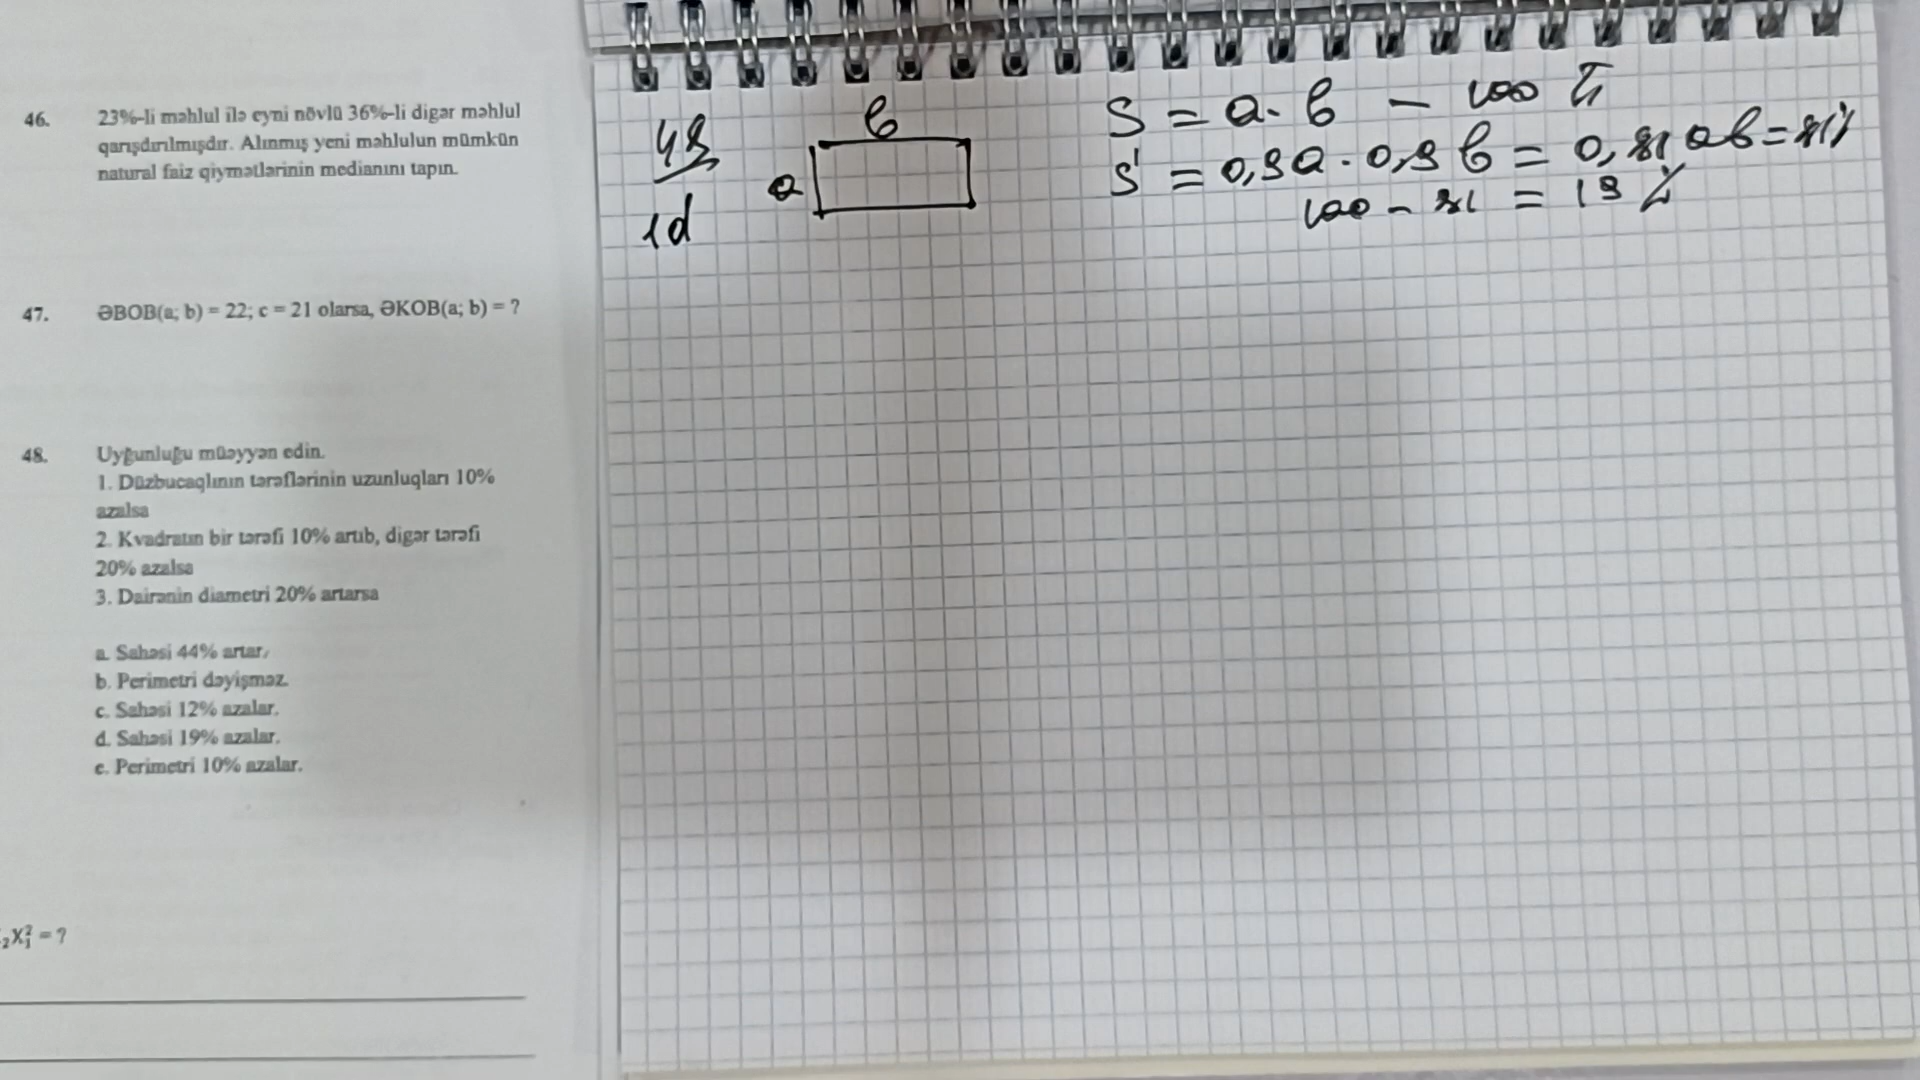 46. 23%-li məhlul ilə eyni növlü 36%-li digər məhlul
qarışdırılmışdır. Alınmış yeni məhlulun mümkün
natural faiz qiymətlərinin medianını tapın.
47. ƏBOB(a; b) = 22; c = 21 olarsa, ƏKOB(a; b) = ?
48. Uyğunluğu müəyyən edin.
1. Düzbucaqlının tərəflərinin uzunluqları 10%
azalsa
2. Kvadratın bir tərəfi 10% artıb, digər tərəfi
20% azalsa
3. Dairənin diametri 20% artarsa
a. Sahəsi 44% artar.
b. Perimetri dəyişməz.
c. Sahəsi 12% azalar.
d. Sahəsi 19% azalar.
e. Perimetri 10% azalar.
₂X₁² = ?
48
1d
b
a
S = a · b — 100 %
S' = 0,9a · 0,9b = 0,81 ab = 81%
100 - 81 = 19 %